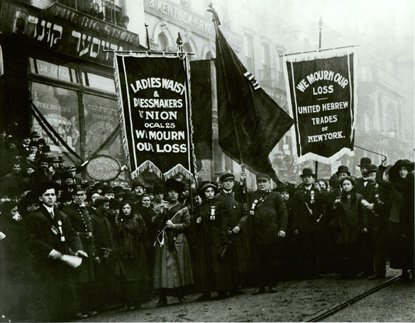 LADIES WAIST
&
DRESSMAKERS
UNION
LOCAL 25
WE MOURN
OUR
LOSS
WE MOURN OUR
LOSS
UNITED HEBREW
TRADES
OF
NEW YORK.